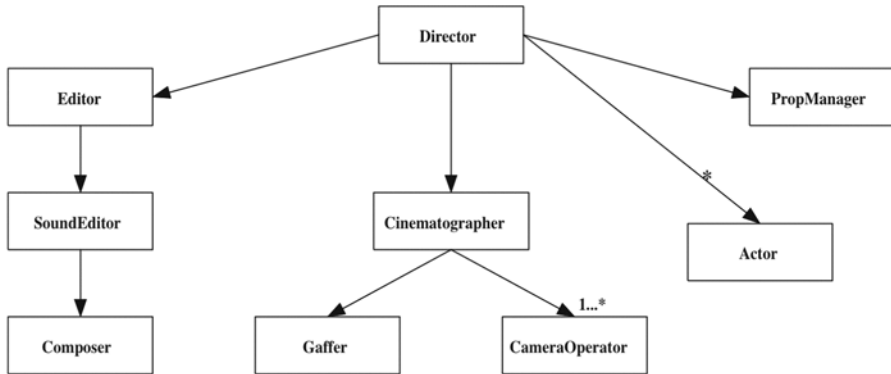 Director
Editor
PropManager
*
SoundEditor
Cinematographer
Actor
1...*
Composer
Gaffer
CameraOperator